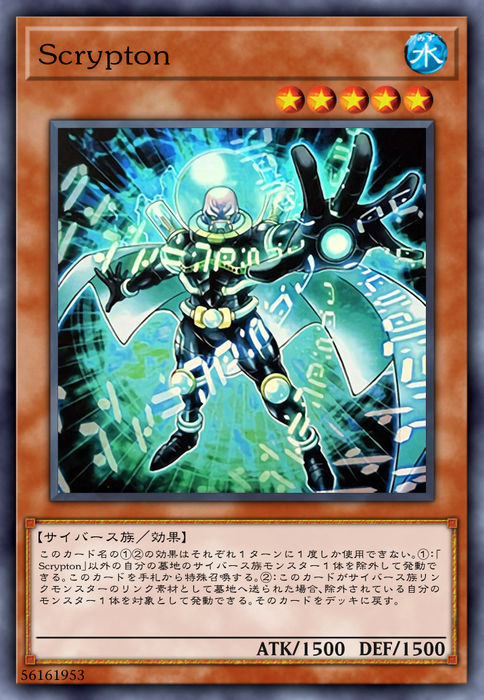 Scrypton
みず
水
【サイバース族／効果】
このカード名の①②の効果はそれぞれ１ターンに１度しか使用できない。①：「
Scrypton」以外の自分の墓地のサイバース族モンスター１体を除外して発動で
きる。このカードを手札から特殊召喚する。②：このカードがサイバース族リン
クモンスターのリンク素材として墓地へ送られた場合、除外されている自分の
モンスター１体を対象として発動できる。そのカードをデッキに戻す。
ATK/1500 DEF/1500
56161953